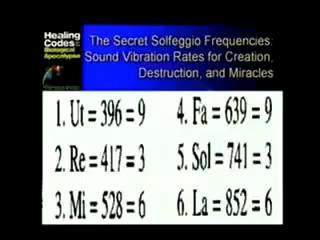 Healing
Codes for the
Biological
Apocalypse
The Secret Solfeggio Frequencies:
Sound Vibration Rates for Creation,
Destruction, and Miracles
1. Ut = 396 = 9
2. Re = 417 = 3
3. Mi = 528 = 6
4. Fa = 639 = 9
5. Sol = 741 = 3
6. La = 852 = 6